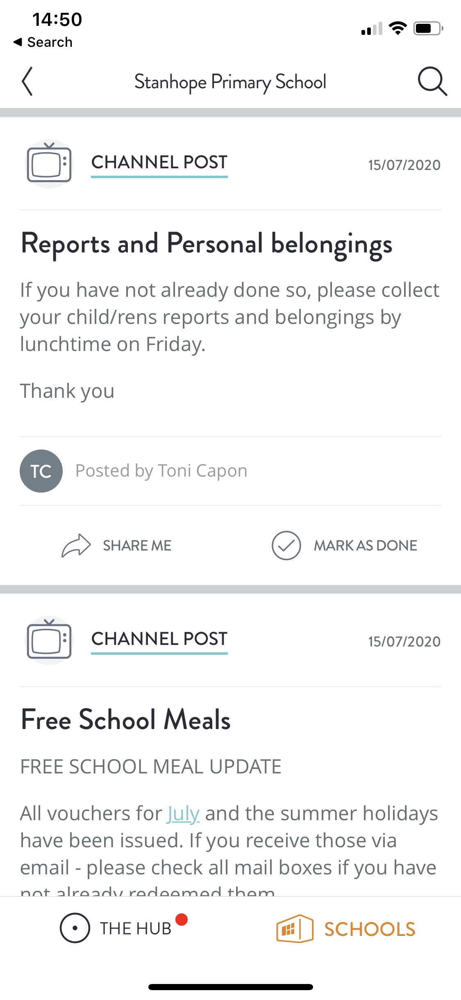 14:50
◀ Search
Stanhope Primary School
CHANNEL POST
15/07/2020
Reports and Personal belongings
If you have not already done so, please collect
your child/rens reports and belongings by
lunchtime on Friday.
Thank you
TC
Posted by Toni Capon
SHARE ME
MARK AS DONE
CHANNEL POST
15/07/2020
Free School Meals
FREE SCHOOL MEAL UPDATE
All vouchers for July and the summer holidays
have been issued. If you receive those via
email - please check all mail boxes if you have
not already redeemed them
THE HUB
SCHOOLS